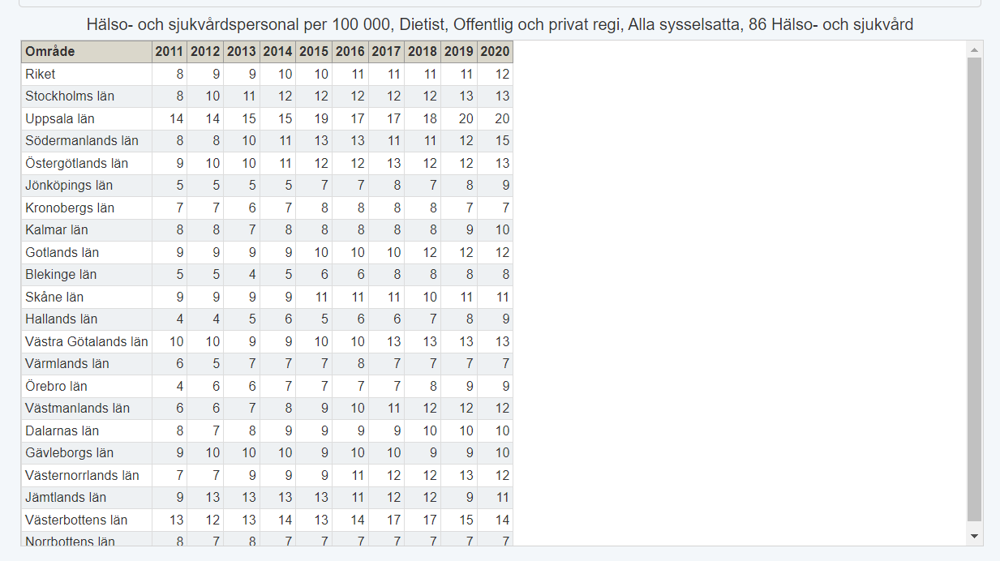 Hälso- och sjukvårdspersonal per 100 000, Dietist, Offentlig och privat regi, Alla sysselsatta, 86 Hälso- och sjukvård
Område 2011 2012 2013 2014 2015 2016 2017 2018 2019 2020
Riket 8 9 9 10 10 11 11 11 11 12
Stockholms län 8 10 11 12 12 12 12 12 13 13
Uppsala län 14 14 15 15 19 17 17 18 20 20
Södermanlands län 8 8 10 11 13 13 11 11 12 15
Östergötlands län 9 10 10 11 12 12 13 12 12 13
Jönköpings län 5 5 5 5 7 7 8 7 8 9
Kronobergs län 7 7 6 7 8 8 8 8 7 7
Kalmar län 8 8 7 8 8 8 8 8 9 10
Gotlands län 9 9 9 9 10 10 10 12 12 12
Blekinge län 5 5 4 5 6 6 8 8 8 8
Skåne län 9 9 9 9 11 11 11 10 11 11
Hallands län 4 4 5 6 5 6 6 7 8 9
Västra Götalands län 10 10 9 9 10 10 13 13 13 13
Värmlands län 6 5 7 7 7 8 7 7 7 7
Örebro län 4 6 6 7 7 7 7 8 9 9
Västmanlands län 6 6 7 8 9 10 11 12 12 12
Dalarnas län 8 7 8 9 9 9 9 10 10 10
Gävleborgs län 9 10 10 10 9 10 10 9 9 10
Västernorrlands län 7 7 9 9 9 11 12 12 13 12
Jämtlands län 9 13 13 13 13 11 12 12 9 11
Västerbottens län 13 12 13 14 13 14 17 17 15 14
Norrbottens län 8 7 8 7 7 7 7 7 7 7